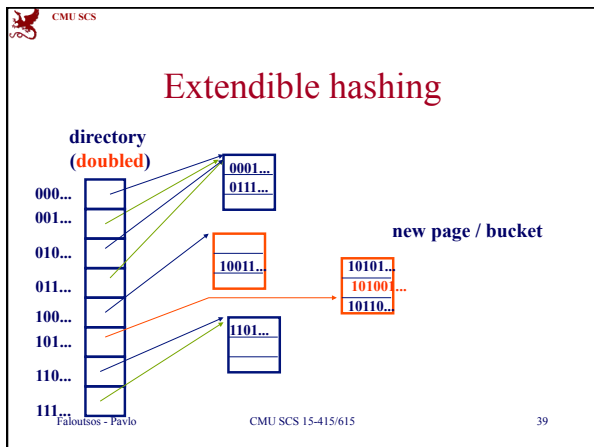 CMU SCS
Extendible hashing
directory
(doubled)
000...
001...
010...
011...
100...
101...
110...
111...
0001...
0111...
10011...
1101...
new page / bucket
10101...
101001...
10110...
Faloutsos - Pavlo
CMU SCS 15-415/615
39